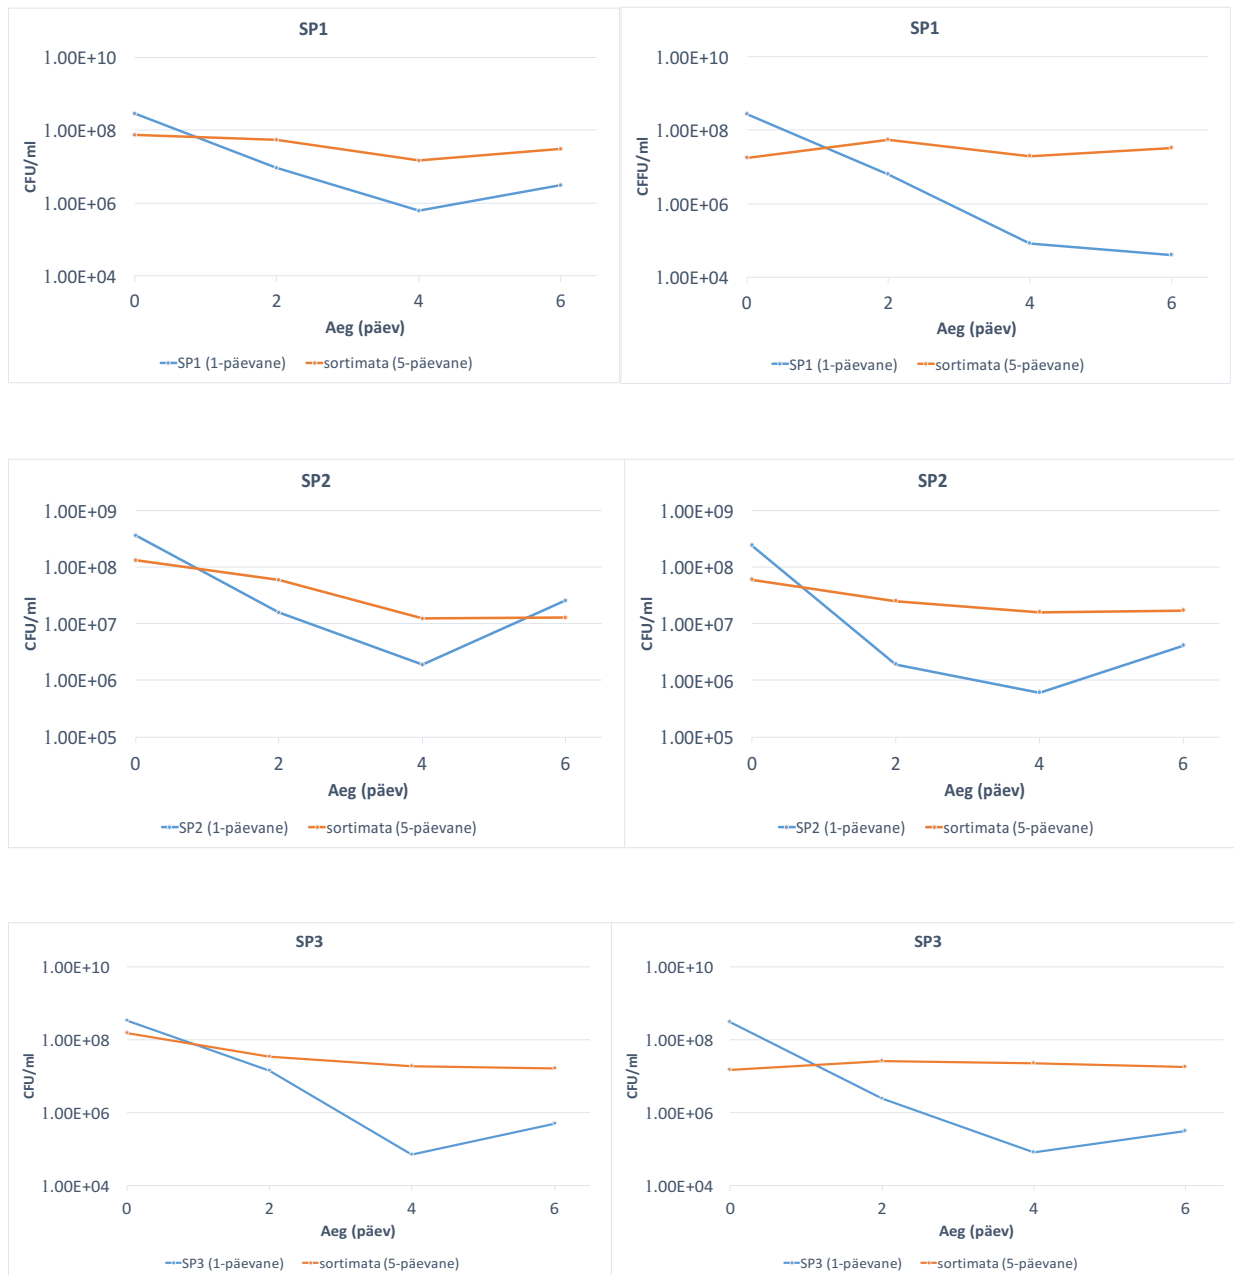 SP1
1.00E+10
1.00E+08
1.00E+06
1.00E+04
CFU/ml
0 2 4 6
Aeg (päev)
SP1 (1-päevane) sortimata (5-päevane)
SP1
1.00E+10
1.00E+08
1.00E+06
1.00E+04
CFFU/ml
0 2 4 6
Aeg (päev)
SP1 (1-päevane) sortimata (5-päevane)
SP2
1.00E+09
1.00E+08
1.00E+07
1.00E+06
1.00E+05
CFU/ml
0 2 4 6
Aeg (päev)
SP2 (1-päevane) sortimata (5-päevane)
SP2
1.00E+09
1.00E+08
1.00E+07
1.00E+06
1.00E+05
CFU/ml
0 2 4 6
Aeg (päev)
SP2 (1-päevane) sortimata (5-päevane)
SP3
1.00E+10
1.00E+08
1.00E+06
1.00E+04
CFU/ml
0 2 4 6
Aeg (päev)
SP3 (1-päevane) sortimata (5-päevane)
SP3
1.00E+10
1.00E+08
1.00E+06
1.00E+04
CFU/ml
0 2 4 6
Aeg (päev)
SP3 (1-päevane) sortimata (5-päevane)